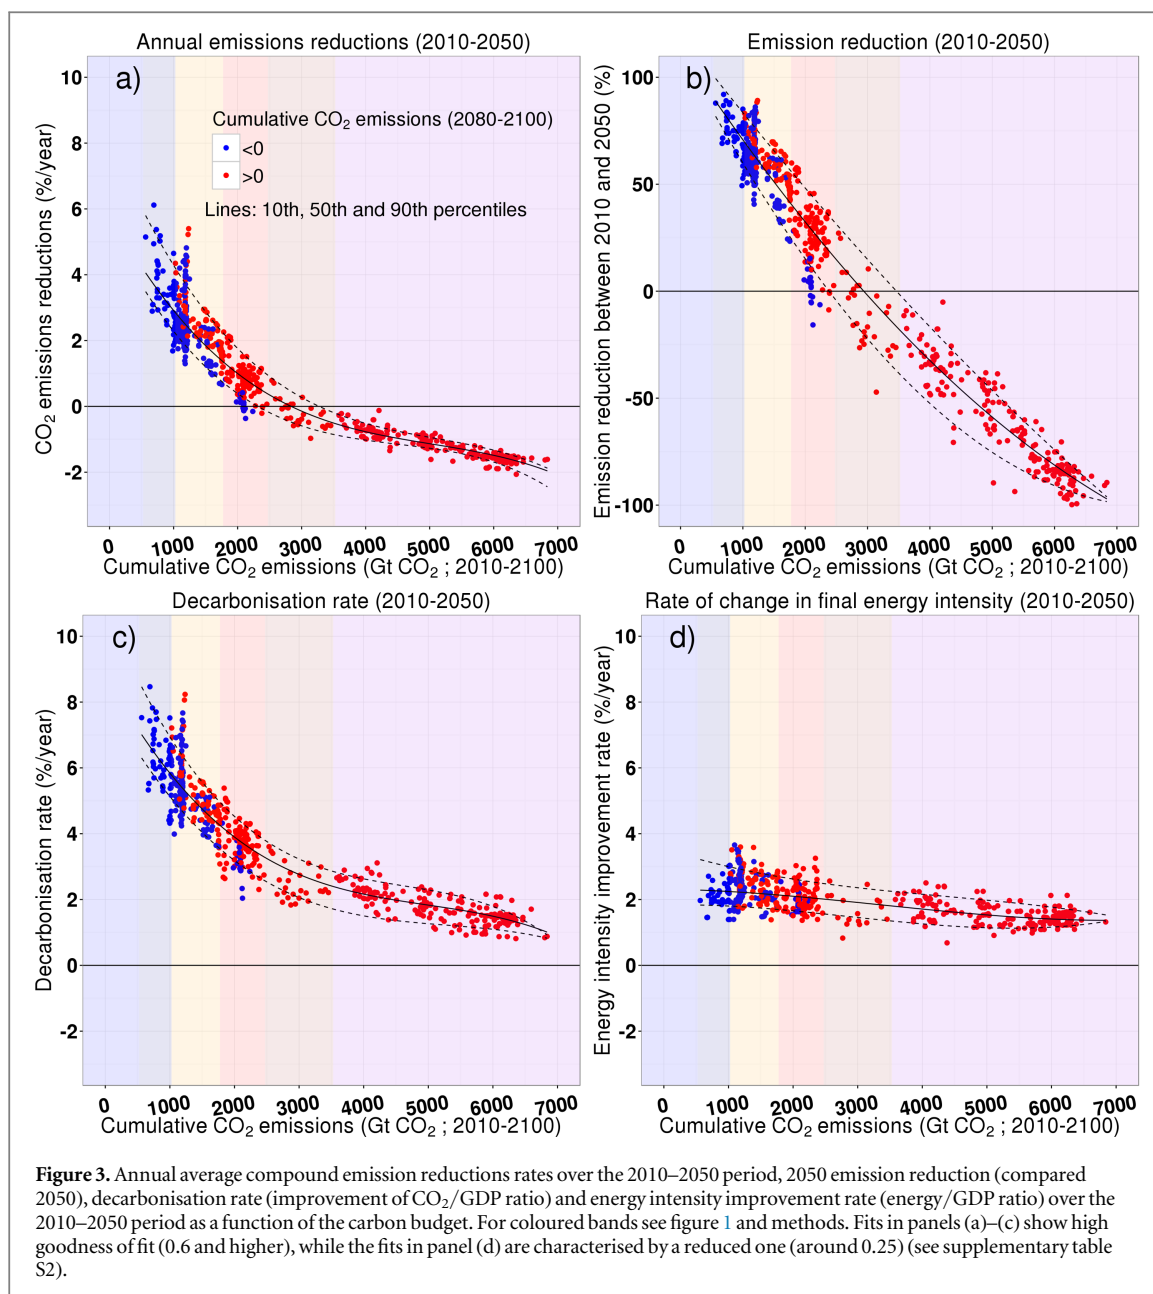 Annual emissions reductions (2010-2050)
a)
CO2 emissions reductions (%/year)
10
8
6
4
2
0
-2
Cumulative CO2 emissions (2080-2100)
<0
>0
Lines: 10th, 50th and 90th percentiles
0 1000 2000 3000 4000 5000 6000 7000
Cumulative CO2 emissions (Gt CO2 ; 2010-2100)
Emission reduction (2010-2050)
b)
Emission reduction between 2010 and 2050 (%)
100
50
0
-50
-100
0 1000 2000 3000 4000 5000 6000 7000
Cumulative CO2 emissions (Gt CO2 ; 2010-2100)
Decarbonisation rate (2010-2050)
c)
Decarbonisation rate (%/year)
10
8
6
4
2
0
-2
0 1000 2000 3000 4000 5000 6000 7000
Cumulative CO2 emissions (Gt CO2 ; 2010-2100)
Rate of change in final energy intensity (2010-2050)
d)
Energy intensity improvement rate (%/year)
10
8
6
4
2
0
-2
0 1000 2000 3000 4000 5000 6000 7000
Cumulative CO2 emissions (Gt CO2 ; 2010-2100)
Figure 3. Annual average compound emission reductions rates over the 2010–2050 period, 2050 emission reduction (compared
2050), decarbonisation rate (improvement of CO2/GDP ratio) and energy intensity improvement rate (energy/GDP ratio) over the
2010–2050 period as a function of the carbon budget. For coloured bands see figure 1 and methods. Fits in panels (a)–(c) show high
goodness of fit (0.6 and higher), while the fits in panel (d) are characterised by a reduced one (around 0.25) (see supplementary table
S2).